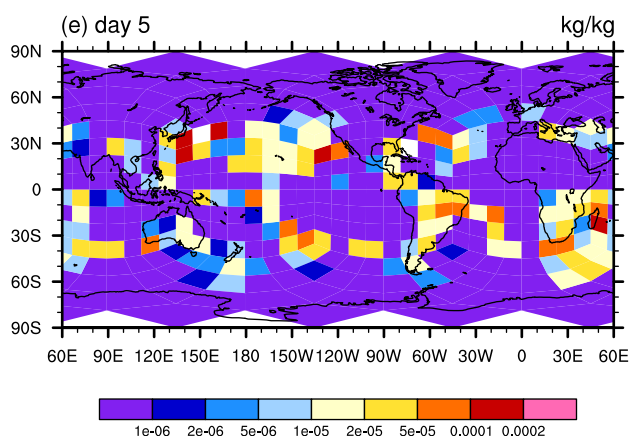 (e) day 5 kg/kg
90N
60N
30N
0
30S
60S
90S
60E 90E 120E 150E 180 150W 120W 90W 60W 30W 0 30E 60E
1e-06 2e-06 5e-06 1e-05 2e-05 5e-05 0.0001 0.0002